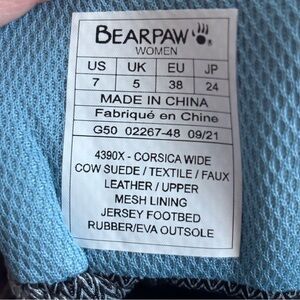 BEARPAW
WOMEN
US UK EU JP
7 5 38 24
MADE IN CHINA
Fabriqué en Chine
G50 02267-48 09/21
4390X - CORSICA WIDE
COW SUEDE / TEXTILE / FAUX
LEATHER / UPPER
MESH LINING
JERSEY FOOTBED
RUBBER/EVA OUTSOLE